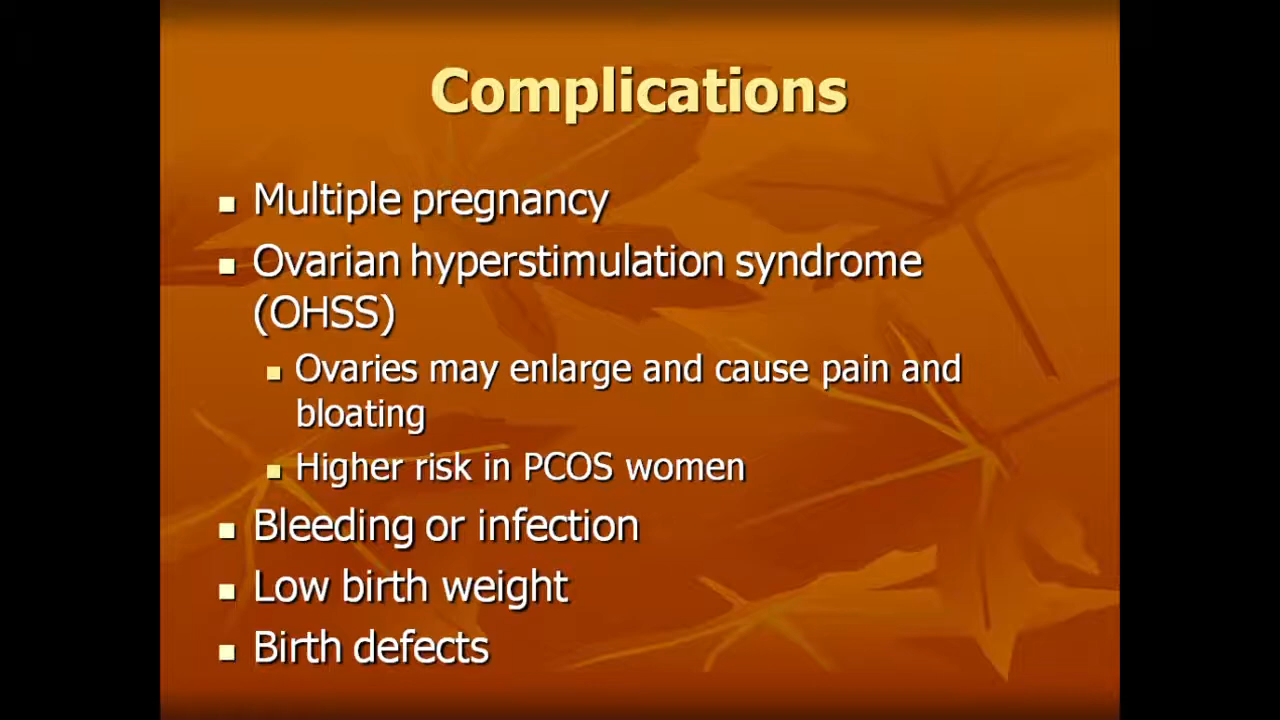 Complications
Multiple pregnancy
Ovarian hyperstimulation syndrome
(OHSS)
Ovaries may enlarge and cause pain and
bloating
Higher risk in PCOS women
Bleeding or infection
Low birth weight
Birth defects